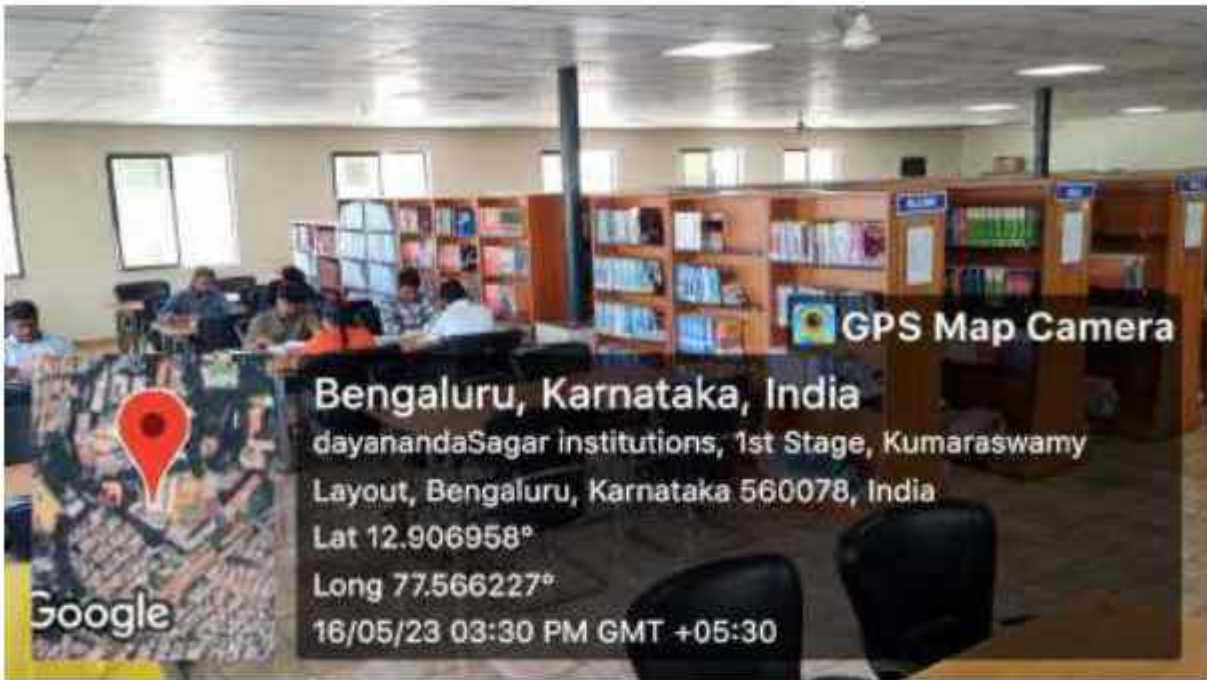 GPS Map Camera
Bengaluru, Karnataka, India
dayanandaSagar institutions, 1st Stage, Kumaraswamy
Layout, Bengaluru, Karnataka 560078, India
Lat 12.906958°
Long 77.566227°
16/05/23 03:30 PM GMT +05:30
Google